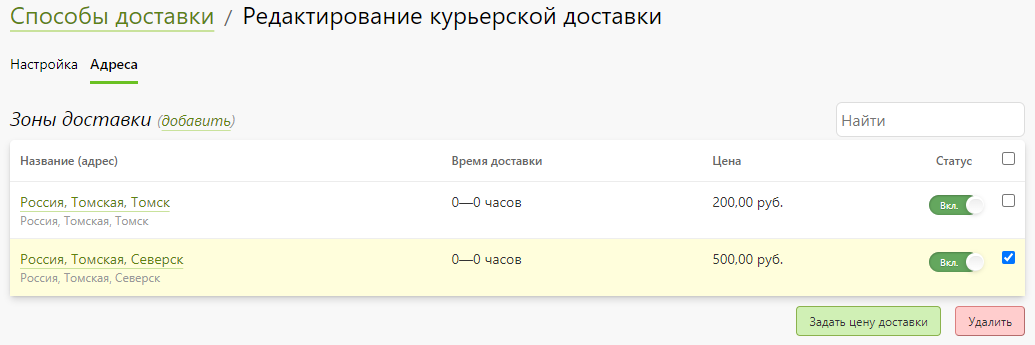 Способы доставки / Редактирование курьерской доставки
Настройка Адреса
Зоны доставки (добавить) Найти
Название (адрес) Время доставки Цена Статус
Россия, Томская, Томск 0—0 часов 200,00 руб. Вкл.
Россия, Томская, Томск
Россия, Томская, Северск 0—0 часов 500,00 руб. Вкл.
Россия, Томская, Северск
Задать цену доставки Удалить